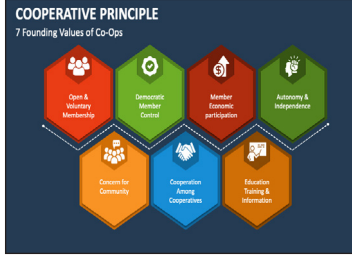 COOPERATIVE PRINCIPLE
7 Founding Values of Co-Ops
Open &
Voluntary
Membership
Democratic
Member
Control
Member
Economic
participation
Autonomy &
Independence
Concern for
Community
Cooperation
Among
Cooperatives
Education
Training &
Information